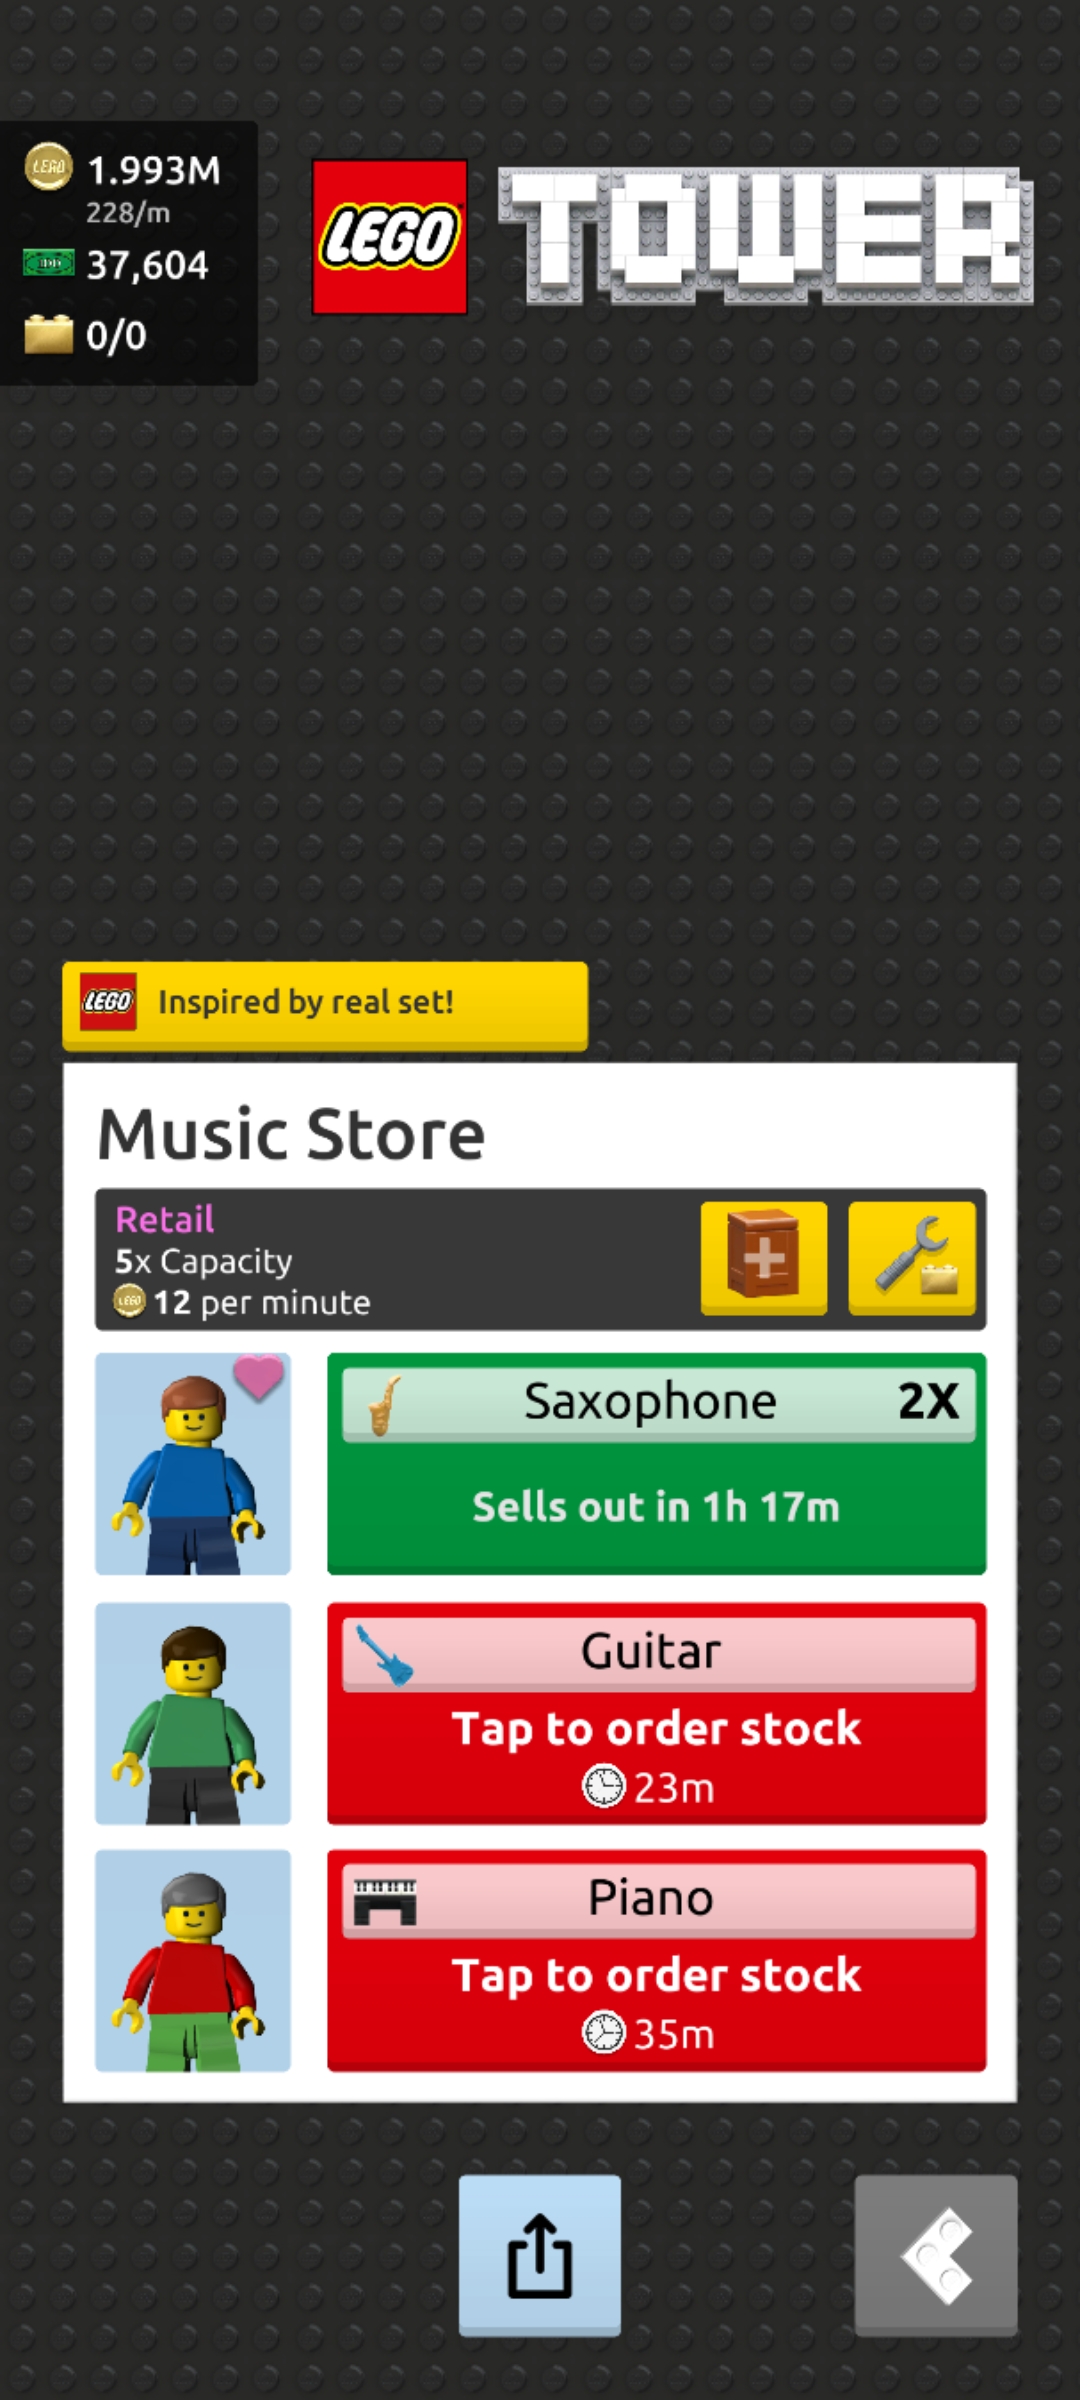 1.993M
228/m
37,604
0/0
LEGO TOWER
LEGO Inspired by real set!
Music Store
Retail
5x Capacity
12 per minute
Saxophone 2X
Sells out in 1h 17m
Guitar
Tap to order stock
23m
Piano
Tap to order stock
35m